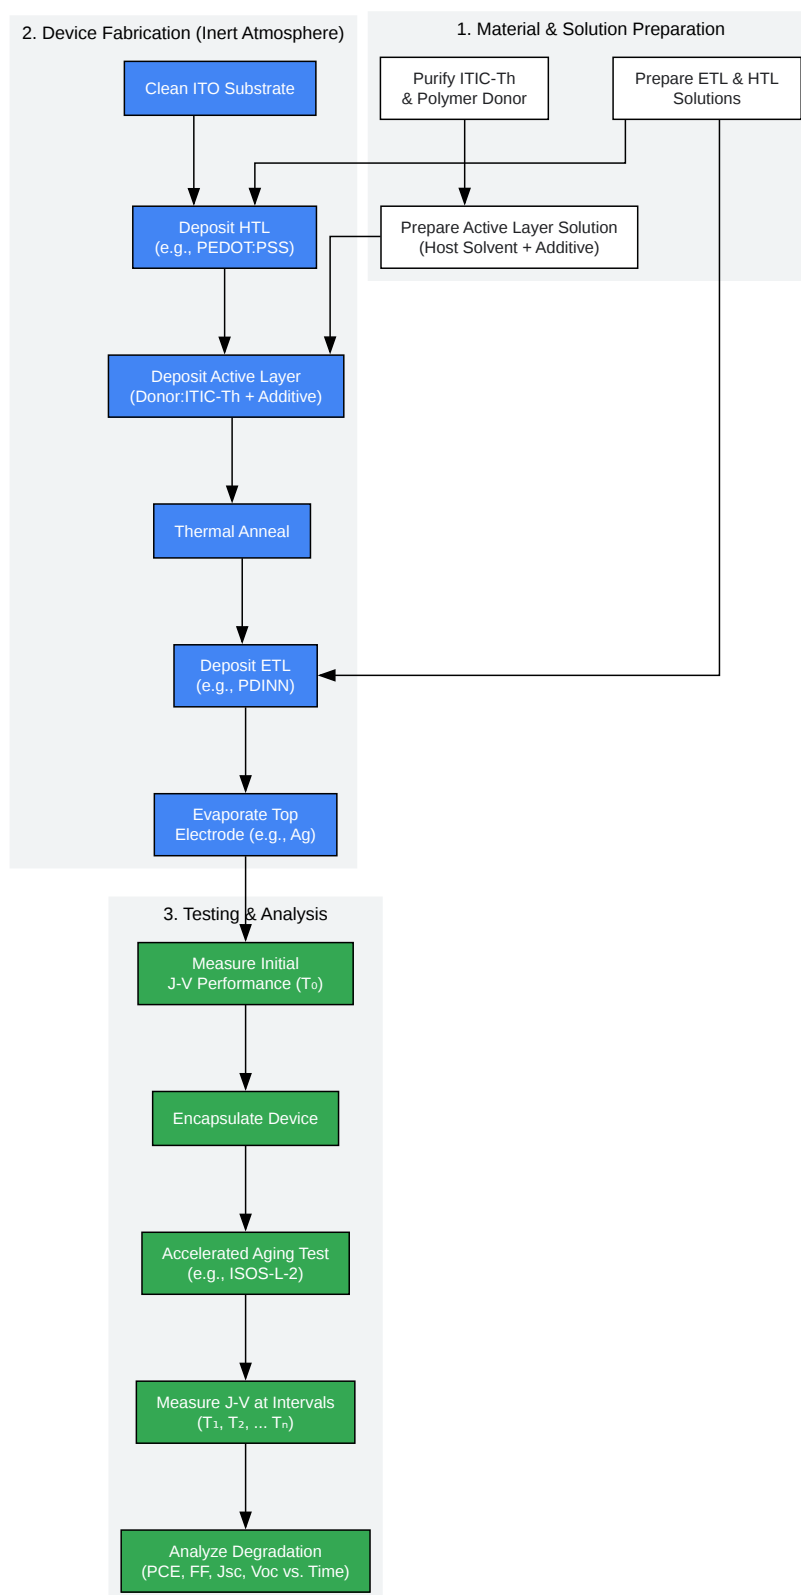 2. Device Fabrication (Inert Atmosphere)
1. Material & Solution Preparation
Clean ITO Substrate
Purify ITIC-Th
& Polymer Donor
Prepare ETL & HTL
Solutions
Deposit HTL
(e.g., PEDOT:PSS)
Prepare Active Layer Solution
(Host Solvent + Additive)
Deposit Active Layer
(Donor:ITIC-Th + Additive)
Thermal Anneal
Deposit ETL
(e.g., PDINN)
Evaporate Top
Electrode (e.g., Ag)
3. Testing & Analysis
Measure Initial
J-V Performance (T₀)
Encapsulate Device
Accelerated Aging Test
(e.g., ISOS-L-2)
Measure J-V at Intervals
(T₁, T₂, ... Tₙ)
Analyze Degradation
(PCE, FF, Jsc, Voc vs. Time)